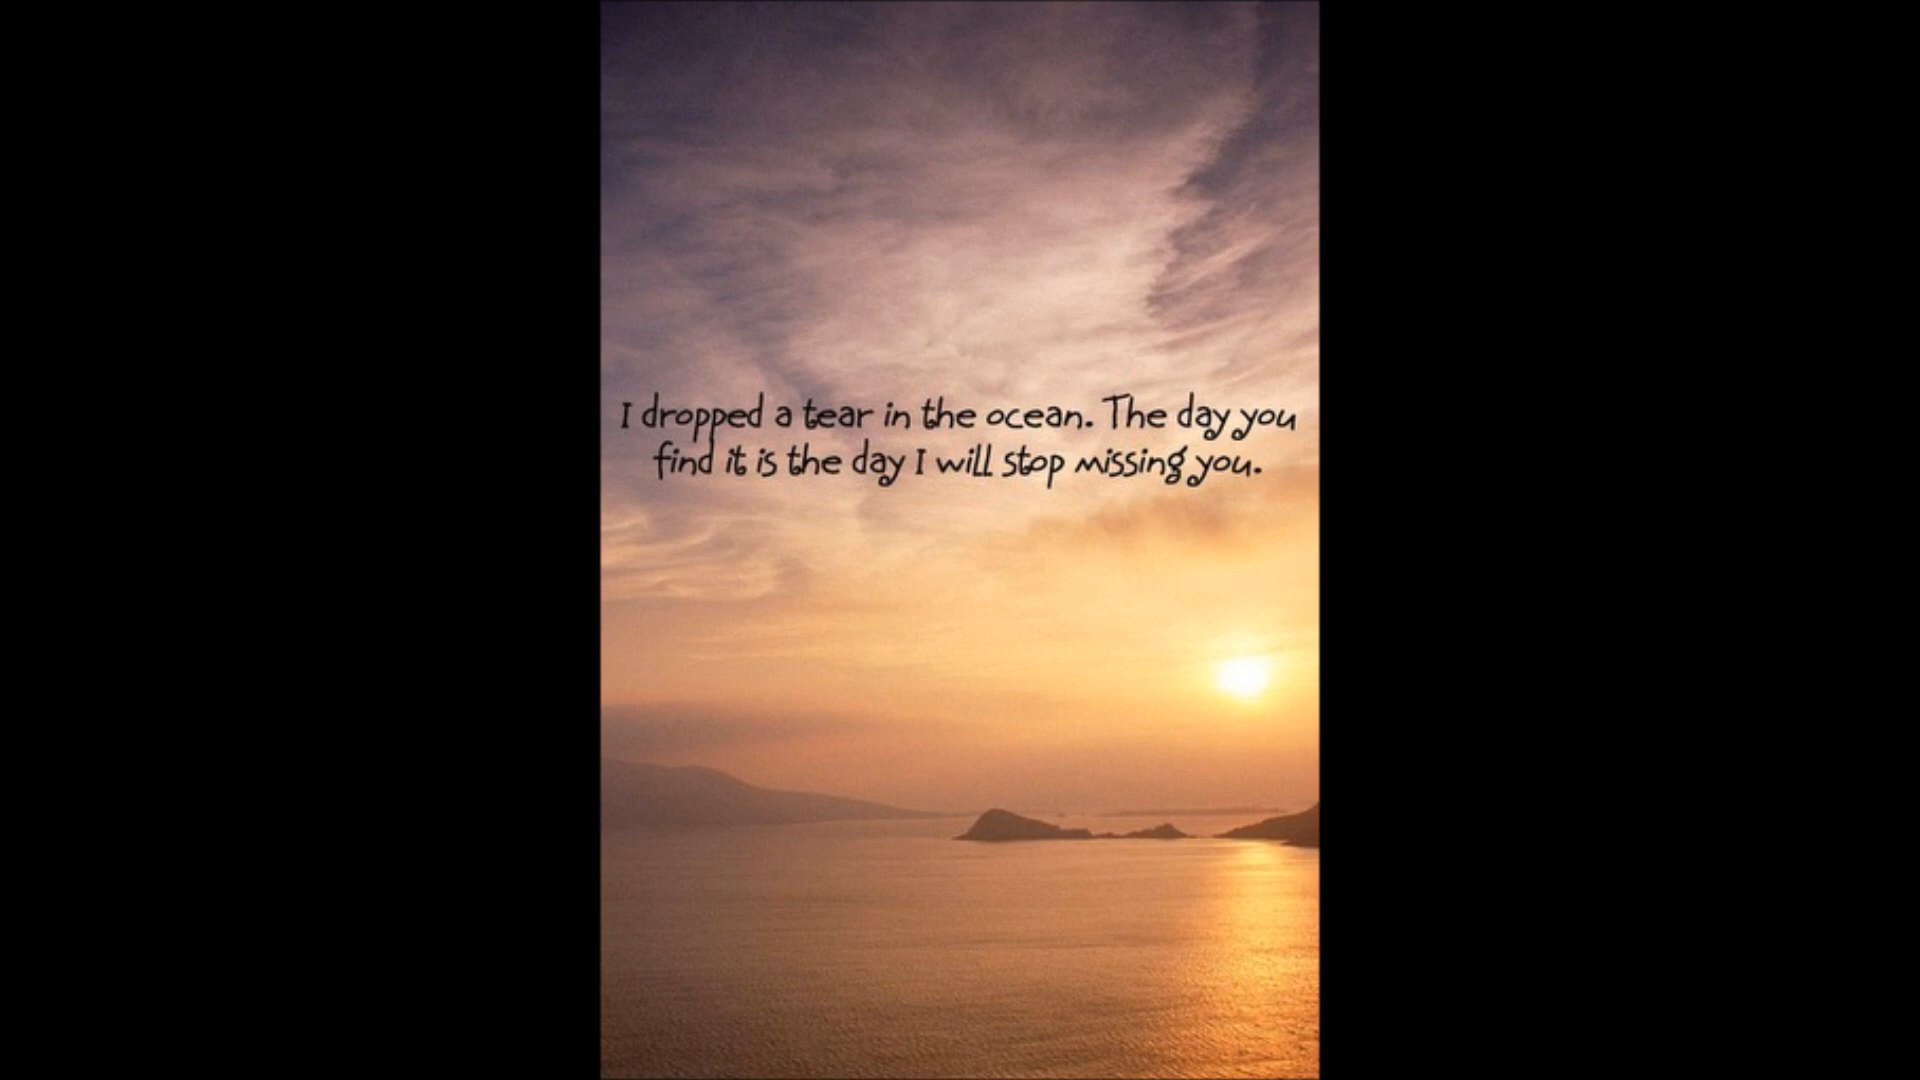 I dropped a tear in the ocean. The day you
find it is the day I will stop missing you.